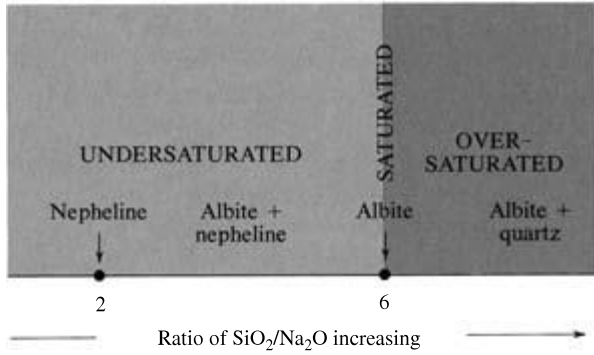 SATURATED
UNDERSATURATED
OVER-
SATURATED
Nepheline
Albite +
nepheline
Albite
Albite +
quartz
2
6
Ratio of SiO₂/Na₂O increasing